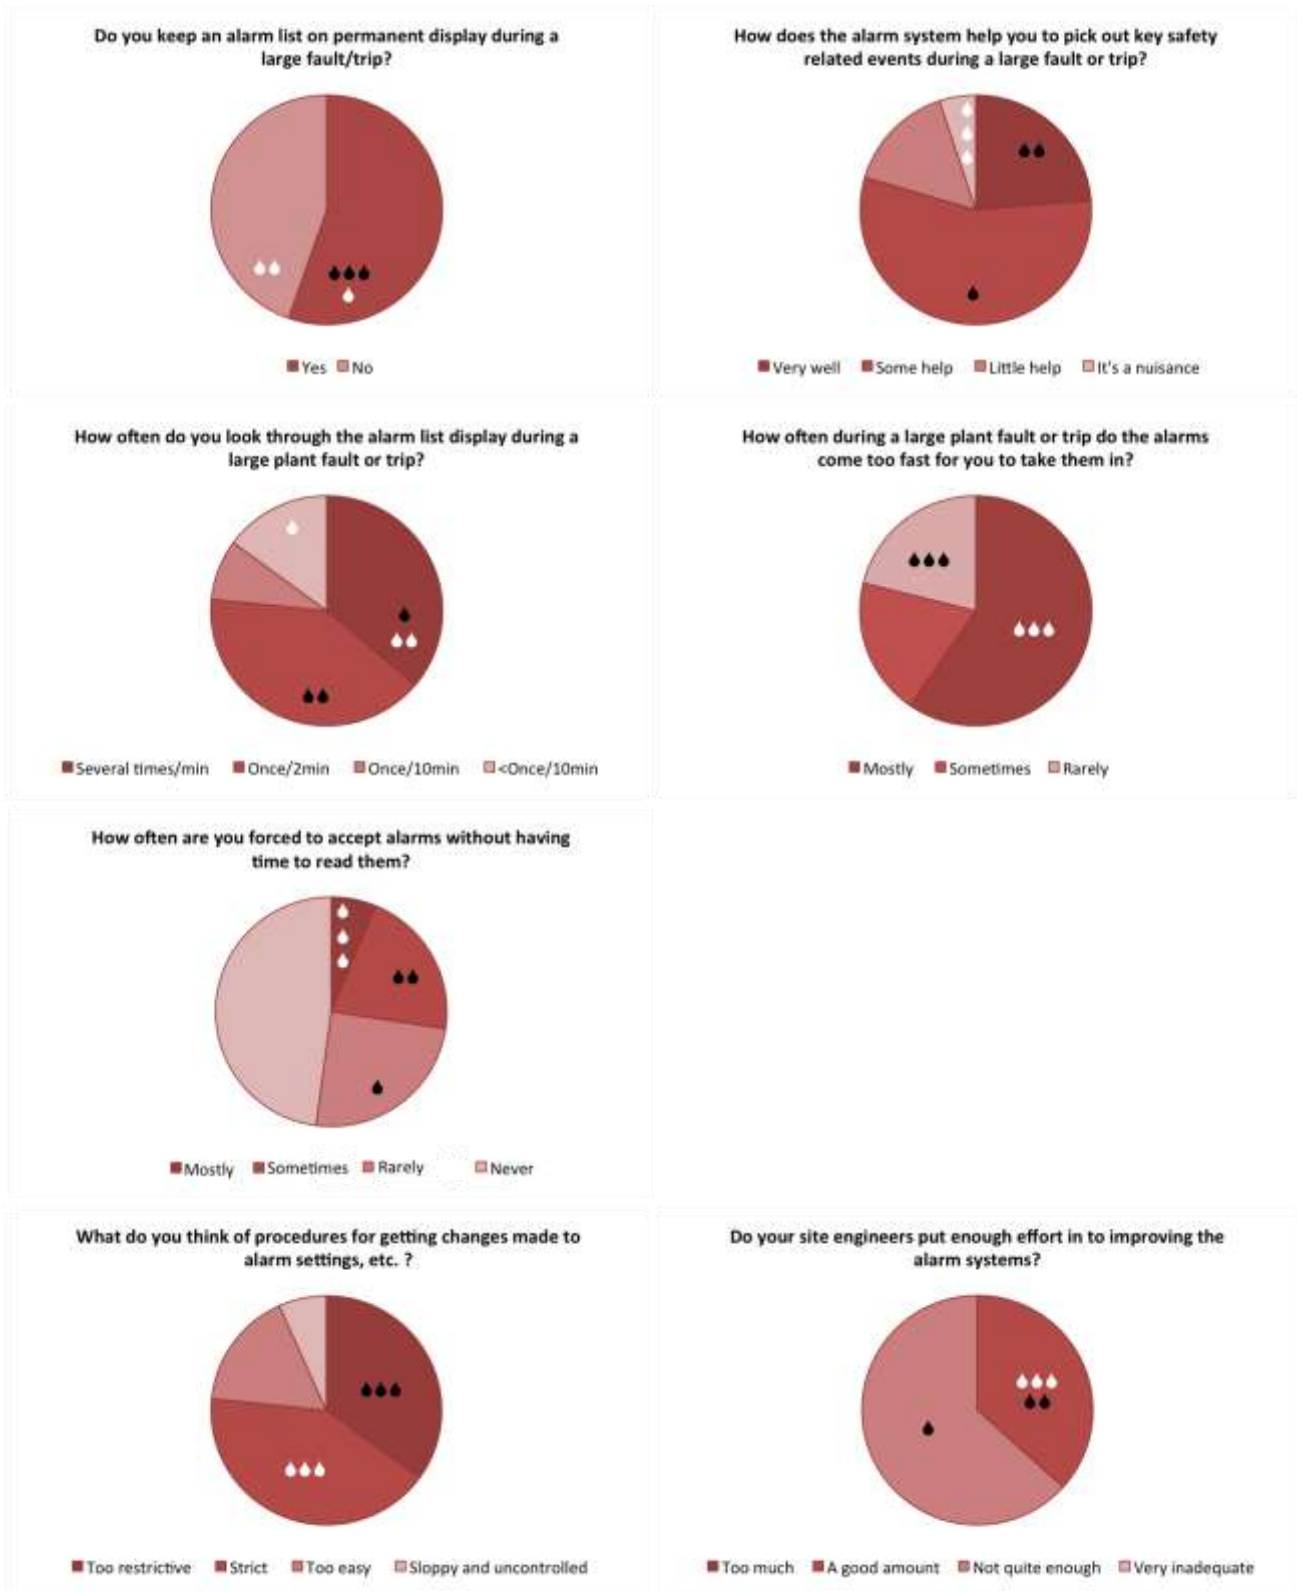 Do you keep an alarm list on permanent display during a
large fault/trip?
Yes No
How does the alarm system help you to pick out key safety
related events during a large fault or trip?
Very well Some help Little help It's a nuisance
How often do you look through the alarm list display during a
large plant fault or trip?
Several times/min Once/2min Once/10min <Once/10min
How often during a large plant fault or trip do the alarms
come too fast for you to take them in?
Mostly Sometimes Rarely
How often are you forced to accept alarms without having
time to read them?
Mostly Sometimes Rarely Never
What do you think of procedures for getting changes made to
alarm settings, etc. ?
Too restrictive Strict Too easy Sloppy and uncontrolled
Do your site engineers put enough effort in to improving the
alarm systems?
Too much A good amount Not quite enough Very inadequate